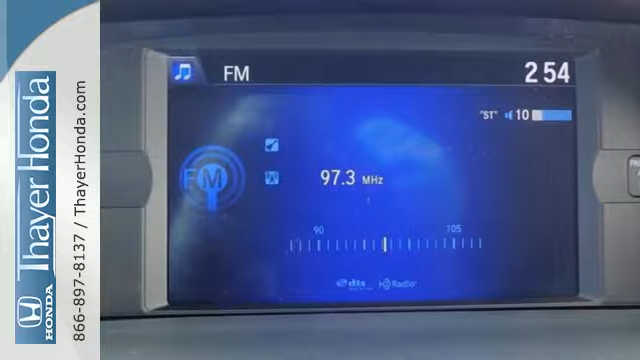 FM
2 54
"ST" 10
FM
97.3 MHz
90 105
dts HD Radio
Thayer Honda
HONDA
866-897-8137 / ThayerHonda.com